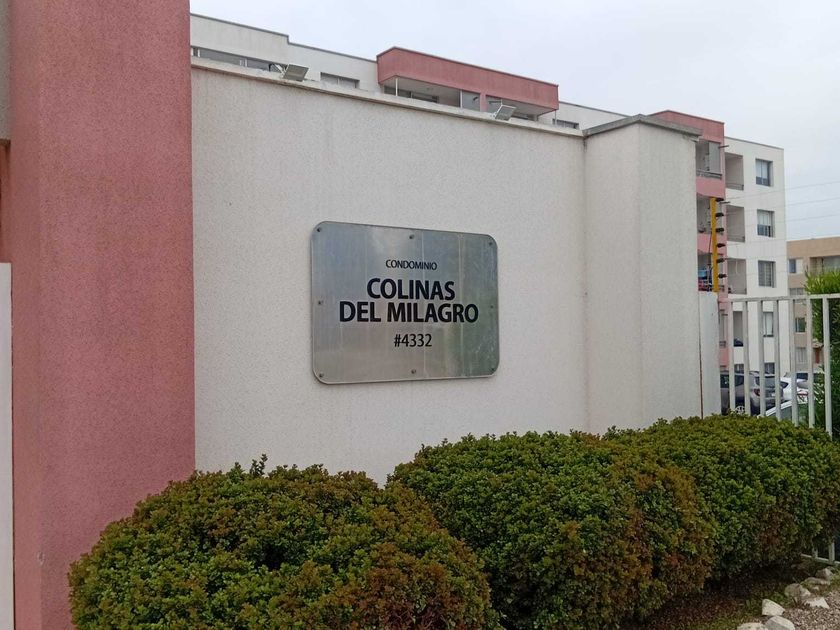 CONDOMINIO
COLINAS
DEL MILAGRO
#4332